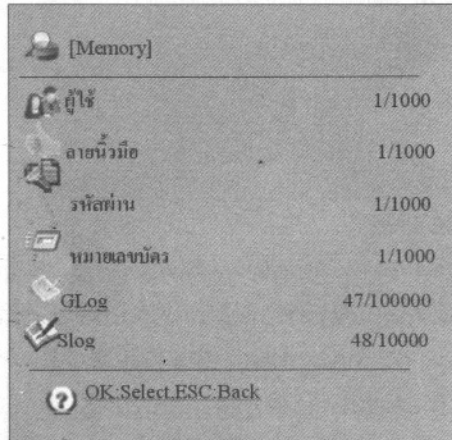 [Memory]
ผู้ใช้ 1/1000
ลายนิ้วมือ 1/1000
รหัสผ่าน 1/1000
หมายเลขบัตร 1/1000
GLog 47/100000
Slog 48/10000
OK:Select.ESC:Back